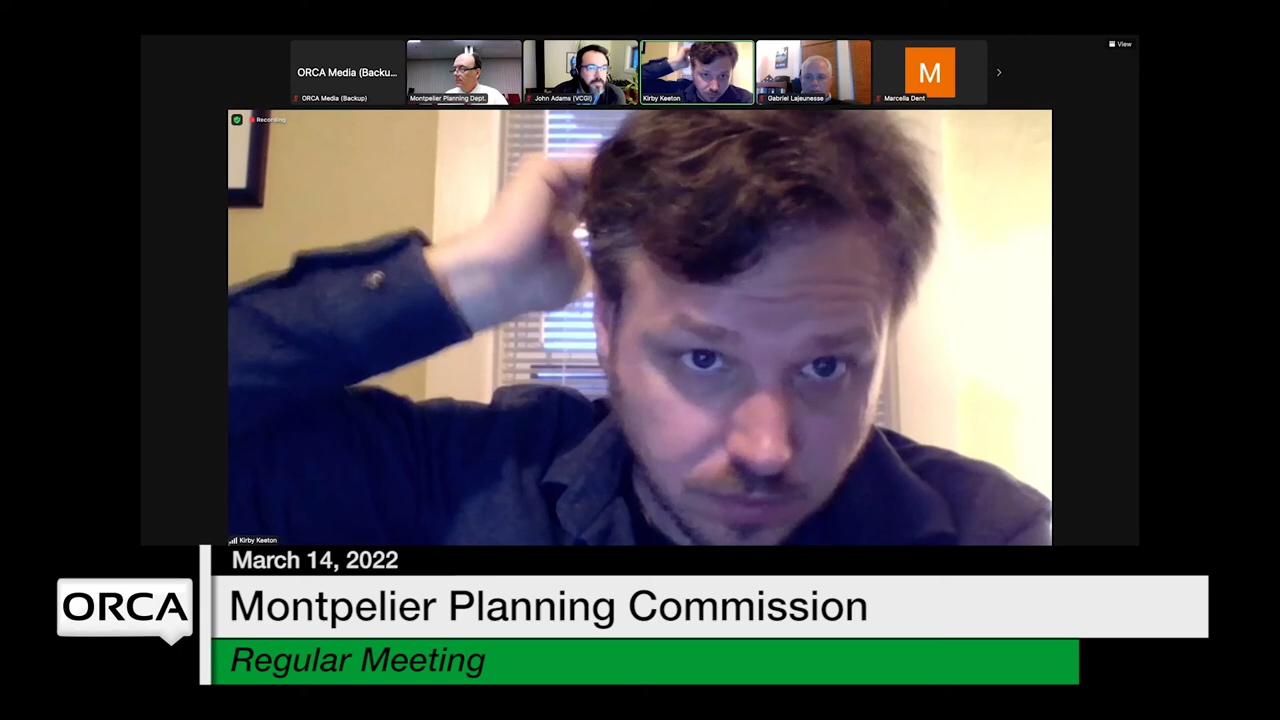 View
ORCA Media (Backu...
M
ORCA Media (Backup)
Montpelier Planning Dept.
John Adams (VCGI)
Kirby Keeton
Gabriel Lajeunesse
Marcella Dent
Recording
Kirby Keeton
March 14, 2022
ORCA
Montpelier Planning Commission
Regular Meeting